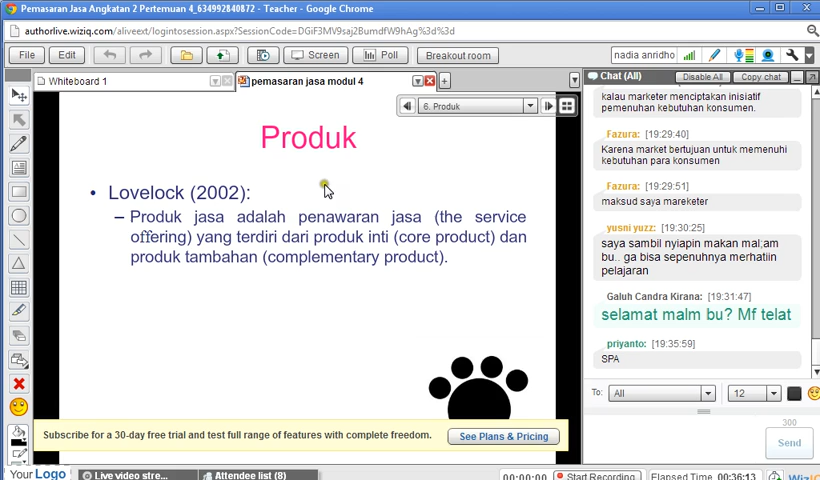 Pemasaran Jasa Angkatan 2 Pertemuan 4_634992840872 - Teacher - Google Chrome
authorlive.wiziq.com/aliveext/logintosession.aspx?SessionCode=DGiF3MV9saj2BumdfW9hAg%3d%3d
File Edit Screen Poll Breakout room nadia anridho
Whiteboard 1 pemasaran jasa modul 4
6. Produk
Produk
• Lovelock (2002):
– Produk jasa adalah penawaran jasa (the service
offering) yang terdiri dari produk inti (core product) dan
produk tambahan (complementary product).
Subscribe for a 30-day free trial and test full range of features with complete freedom. See Plans & Pricing
Chat (All) Disable All Copy chat
kalau marketer menciptakan inisiatif
pemenuhan kebutuhan konsumen.
Fazura: [19:29:40]
Karena market bertujuan untuk memenuhi
kebutuhan para konsumen
Fazura: [19:29:51]
maksud saya mareketer
yusni yuzz: [19:30:25]
saya sambil nyiapin makan mal;am
bu.. ga bisa sepenuhnya merhatiin
pelajaran
Galuh Candra Kirana: [19:31:47]
selamat malm bu? Mf telat
priyanto: [19:35:59]
SPA
To: All 12
300
Send
Your Logo Live video stre... Attendee list (8) 00:00:00 Start Recording Elapsed Time: 00:36:13